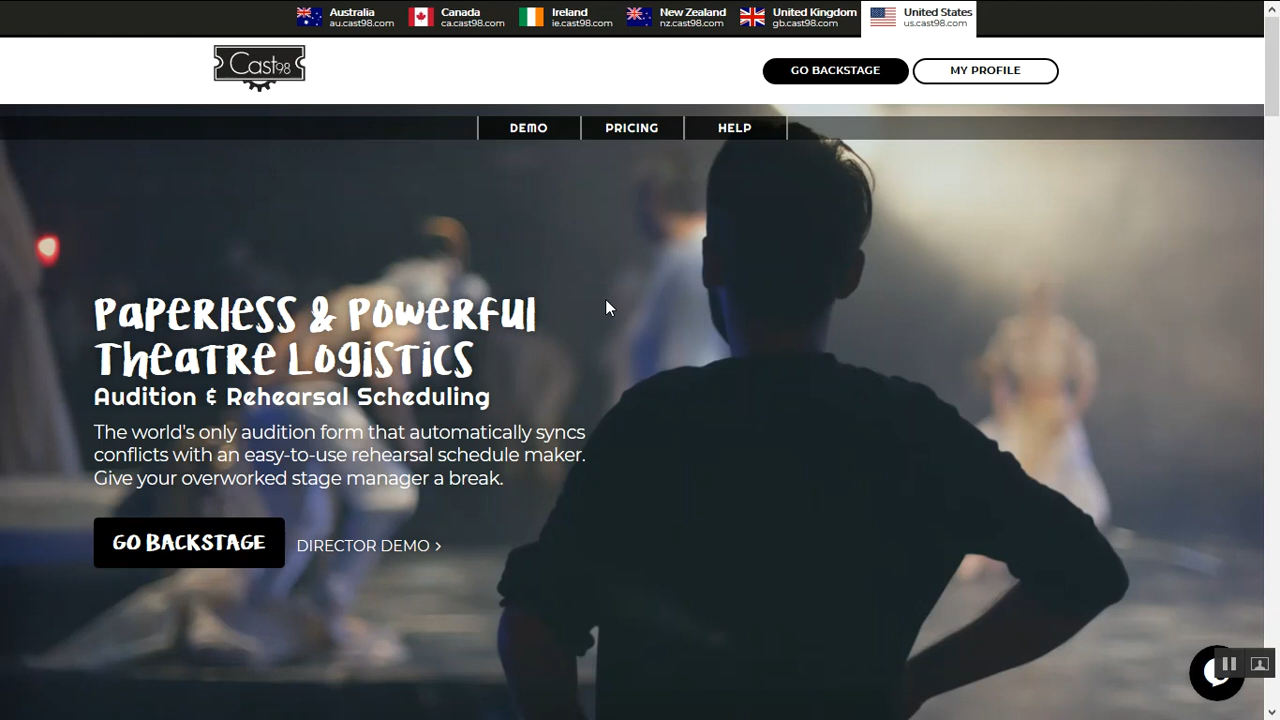 Australia
au.cast98.com
Canada
ca.cast98.com
Ireland
ie.cast98.com
New Zealand
nz.cast98.com
United Kingdom
gb.cast98.com
United States
us.cast98.com
Cast98
GO BACKSTAGE
MY PROFILE
DEMO
PRICING
HELP
Paperless & Powerful
Theatre Logistics
Audition & Rehearsal Scheduling
The world's only audition form that automatically syncs
conflicts with an easy-to-use rehearsal schedule maker.
Give your overworked stage manager a break.
GO BACKSTAGE
DIRECTOR DEMO >